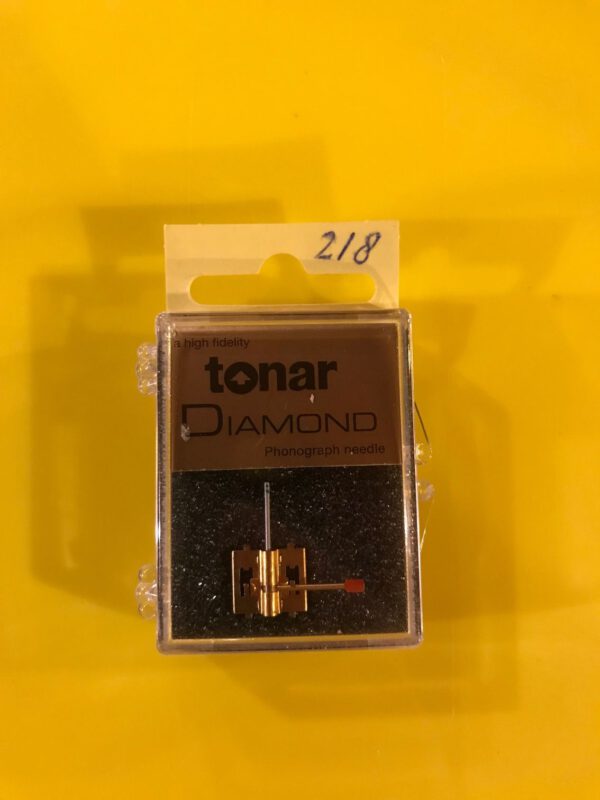 218
a high fidelity
tonar
DIAMOND
Phonograph needle